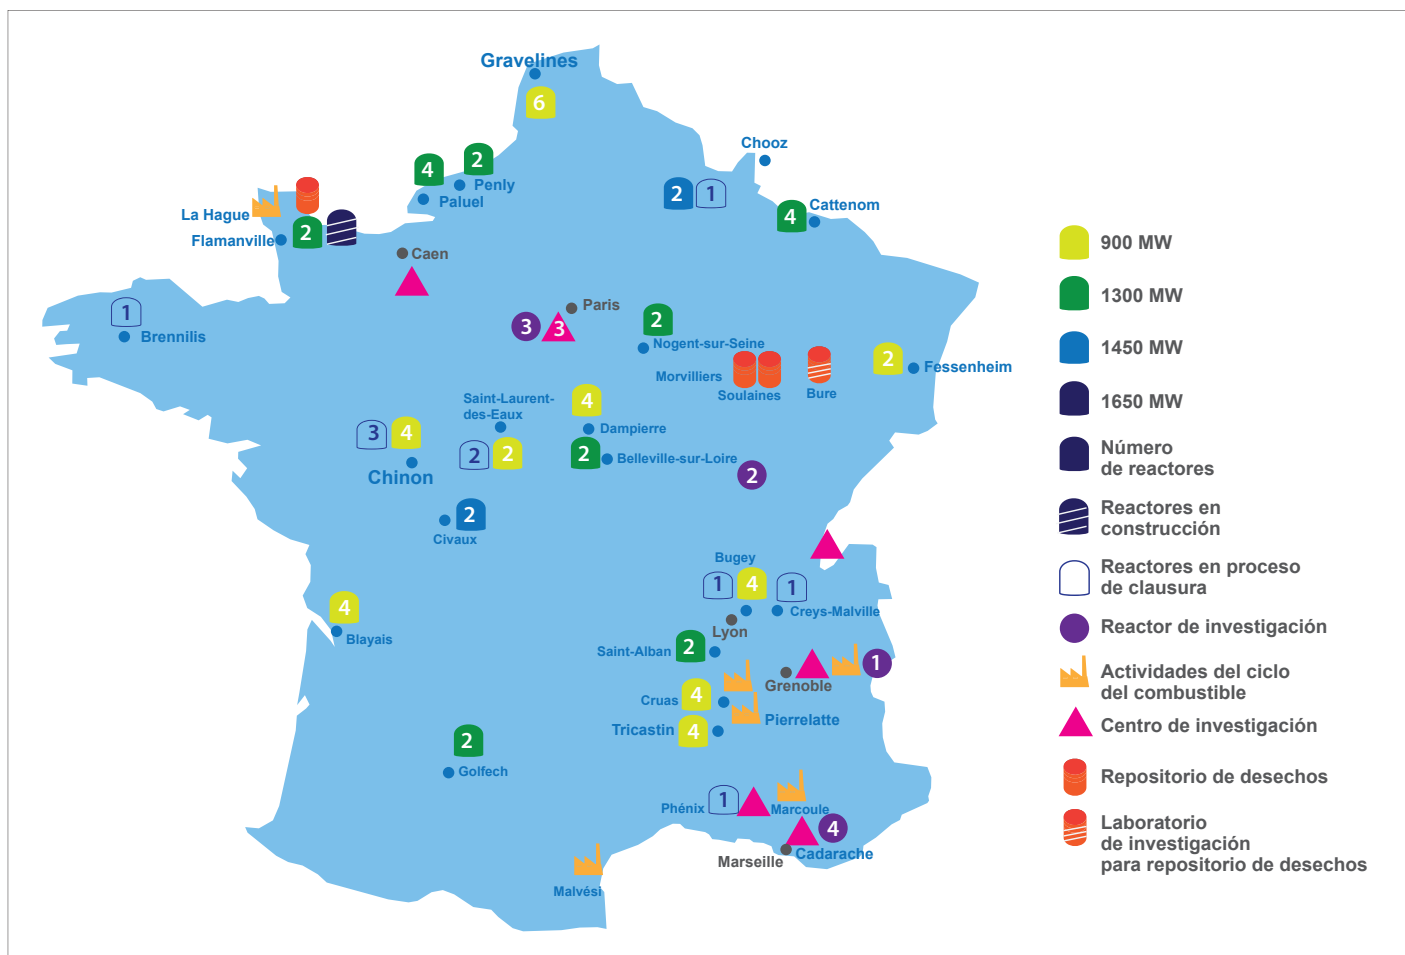 Gravelines
6
Chooz
4
2
Penly
Paluel
2
1
Cattenom
4
La Hague
Flamanville
2
Caen
1
Brennilis
Paris
3
3
2
Nogent-sur-Seine
Morvilliers
Soulaines
Bure
2
Fessenheim
Saint-Laurent-
des-Eaux
4
Dampierre
3
4
Chinon
2
2
2
Belleville-sur-Loire
2
2
Civaux
Bugey
1
4
1
Creys-Malville
Lyon
4
Blayais
Saint-Alban
2
Grenoble
1
Cruas
4
Pierrelatte
Tricastin
4
2
Golfech
Phénix
1
Marcoule
4
Marseille
Cadarache
Malvési
900 MW
1300 MW
1450 MW
1650 MW
Número
de reactores
Reactores en
construcción
Reactores en proceso
de clausura
Reactor de investigación
Actividades del ciclo
del combustible
Centro de investigación
Repositorio de desechos
Laboratorio
de investigación
para repositorio de desechos